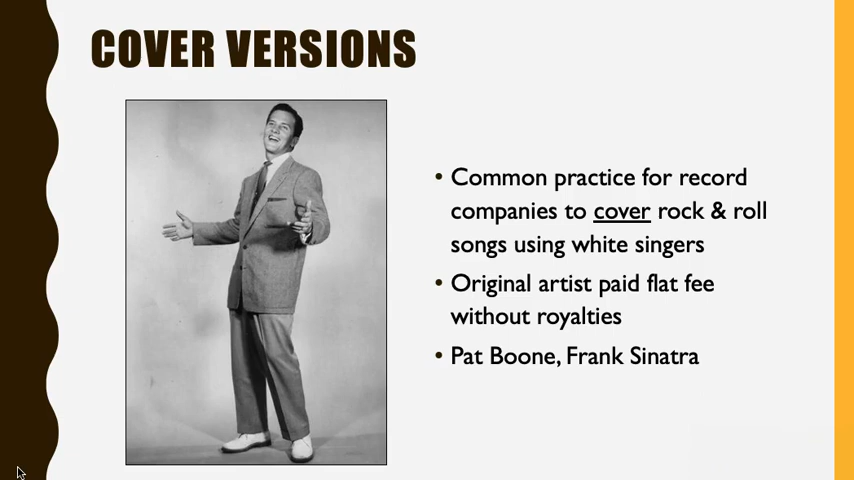 COVER VERSIONS
• Common practice for record
companies to cover rock & roll
songs using white singers
• Original artist paid flat fee
without royalties
• Pat Boone, Frank Sinatra